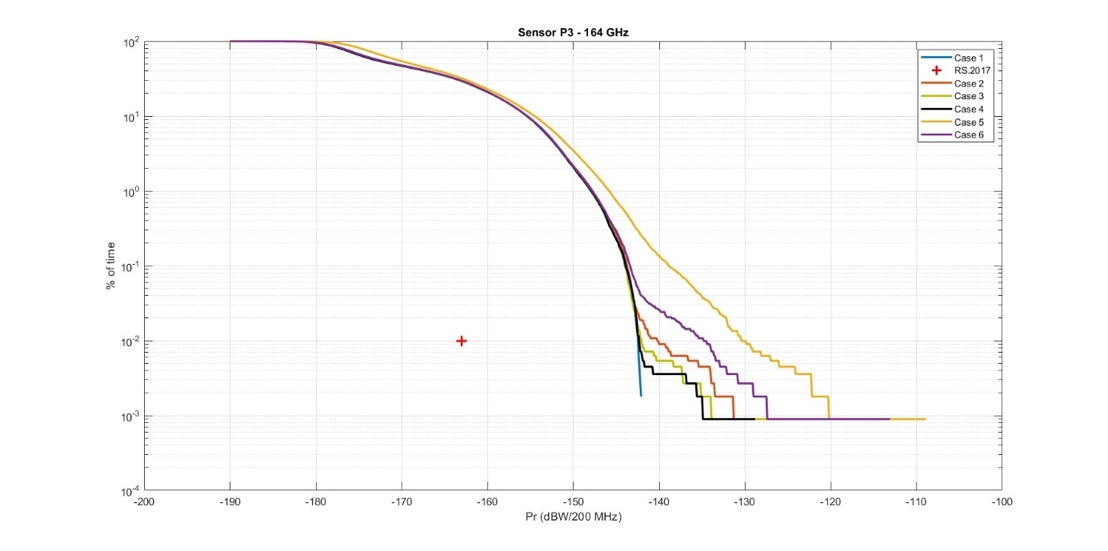 Sensor P3 - 164 GHz
10^2
10^1
10^0
10^-1
10^-2
10^-3
10^-4
% of time
Case 1
RS.2017
Case 2
Case 3
Case 4
Case 5
Case 6
-200 -190 -180 -170 -160 -150 -140 -130 -120 -110 -100
Pr (dBW/200 MHz)